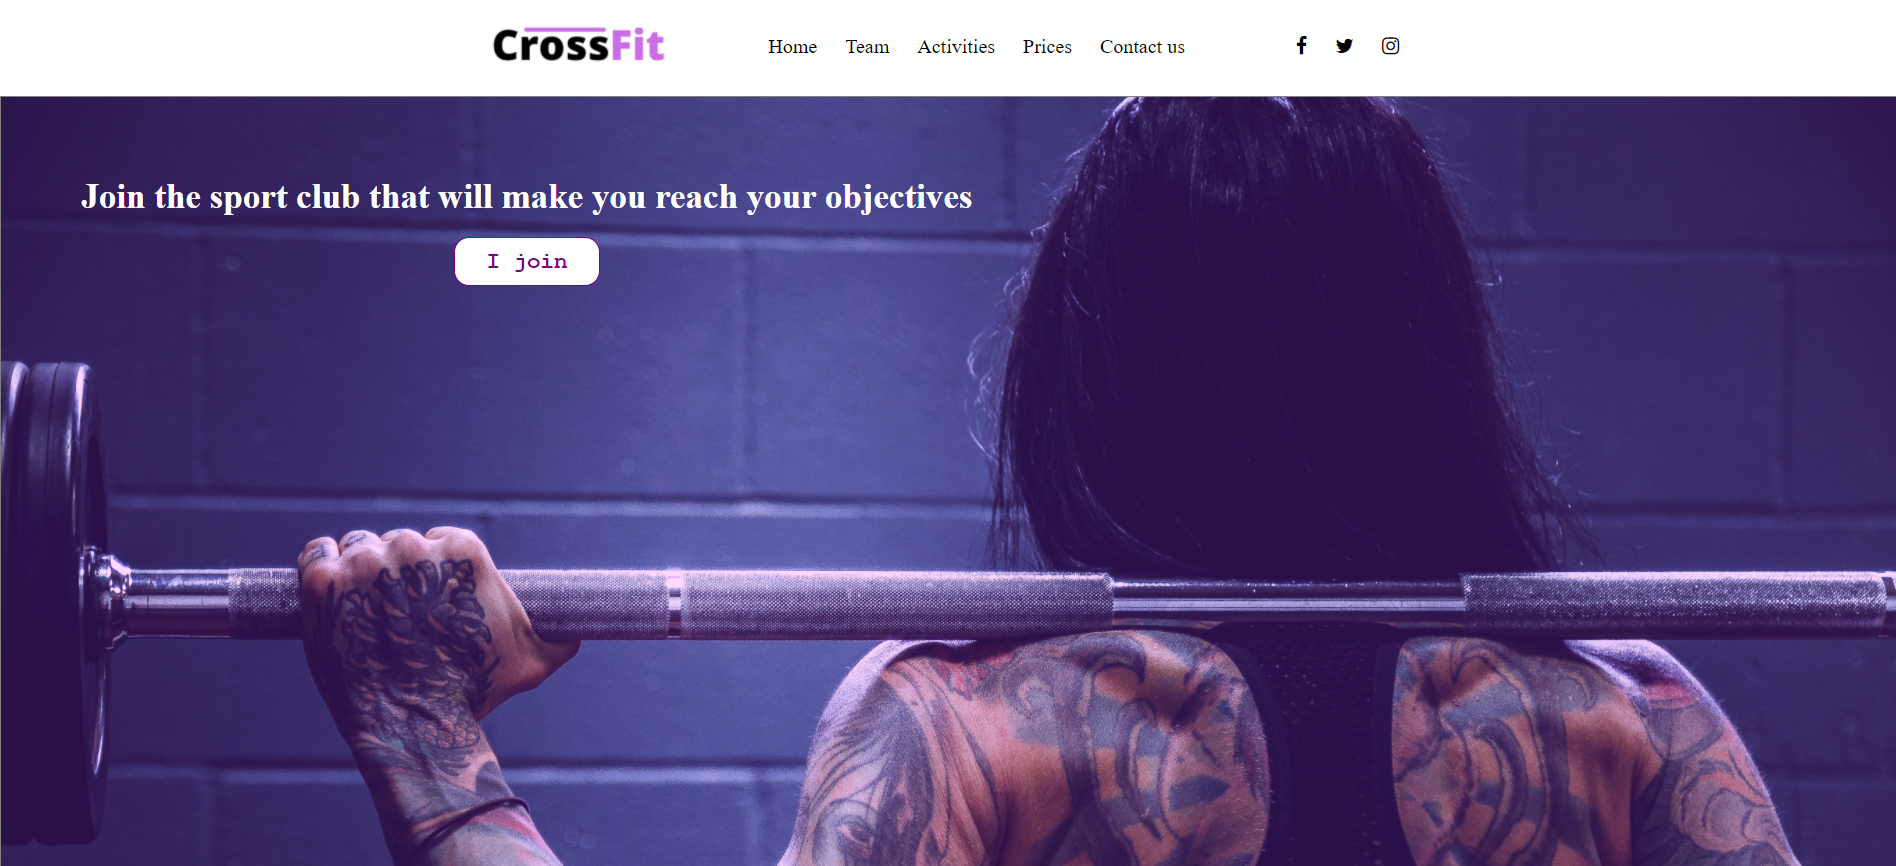 CrossFit
Home Team Activities Prices Contact us
Join the sport club that will make you reach your objectives
I join